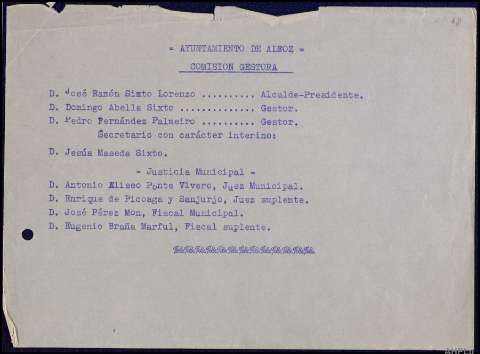 = AYUNTAMIENTO DE ALFOZ =
COMISION GESTORA
D. José Ramón Sixto Lorenzo .......... Alcalde-Presidente.
D. Domingo Abella Sixto .............. Gestor.
D. Pedro Fernández Palmeiro .......... Gestor.
Secretario con carácter interino:
D. Jesús Maseda Sixto.
- Justicia Municipal -
D. Antonio Eliseo Ponte Vivero, Juez Municipal.
D. Enrique de Picoaga y Sanjurjo, Juez suplente.
D. José Pérez Mon, Fiscal Municipal.
D. Eugenio Braña Marful, Fiscal suplente.